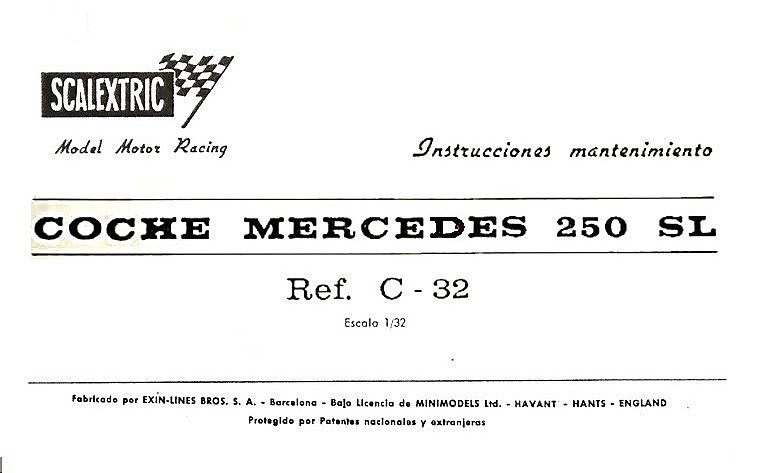 SCALEXTRIC
Model Motor Racing
Instrucciones mantenimiento
COCHE MERCEDES 250 SL
Ref. C - 32
Escala 1/32
Fabricado por EXIN-LINES BROS. S. A. - Barcelona - Bajo Licencia de MINIMODELS Ltd. - HAVANT - HANTS - ENGLAND
Protegido por Patentes nacionales y extranjeras